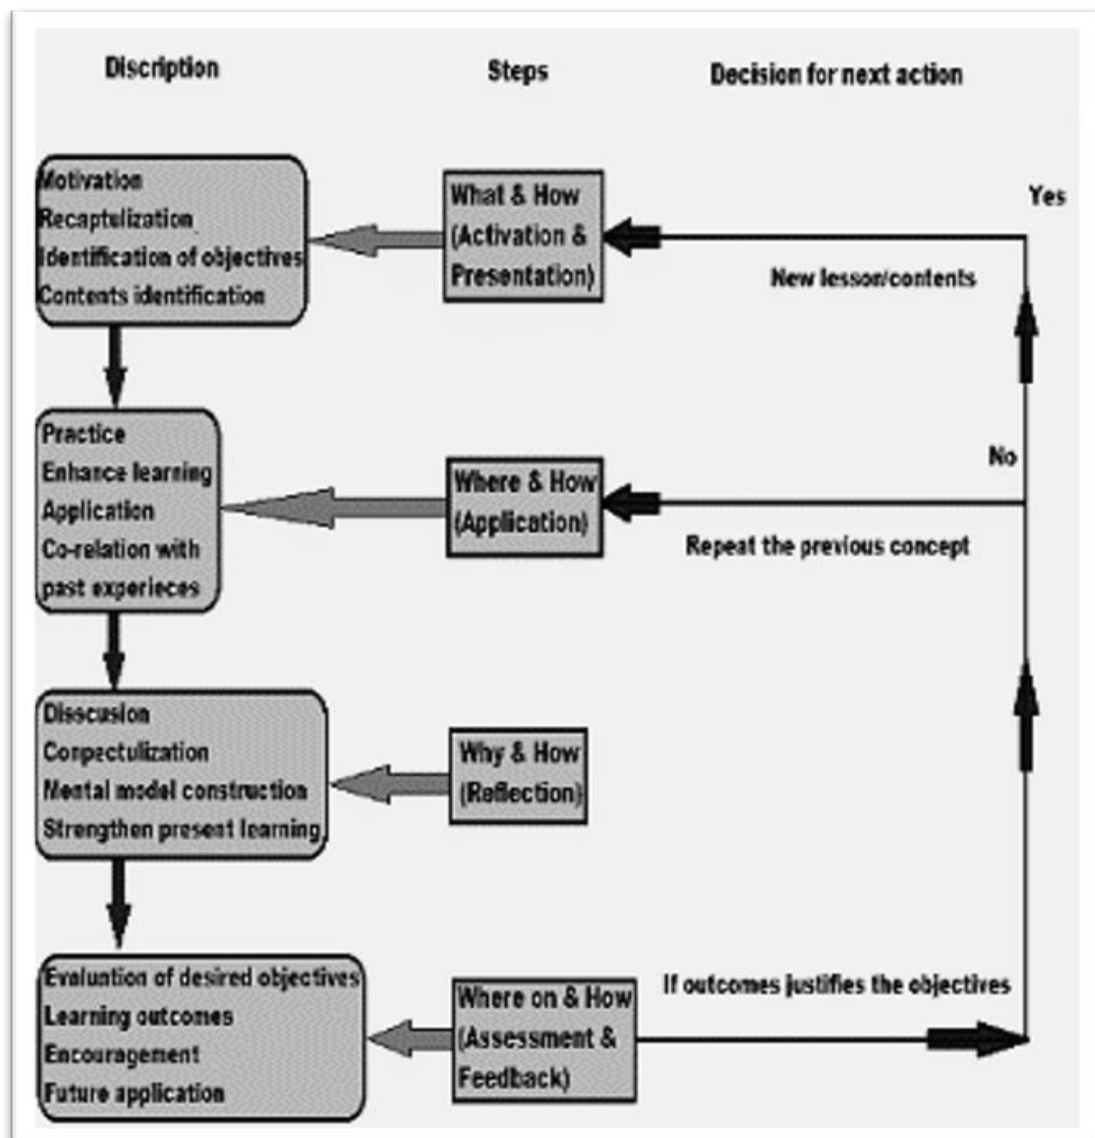 Discription
Steps
Decision for next action
Motivation
Recaptulization
Identification of objectives
Contents identification
What & How
(Activation &
Presentation)
Yes
New lesson/contents
Practice
Enhance learning
Application
Co-relation with
past experieces
Where & How
(Application)
No
Repeat the previous concept
Disscusion
Conpectulization
Mental model construction
Strengthen present learning
Why & How
(Reflection)
Evaluation of desired objectives
Learning outcomes
Encouragement
Future application
Where on & How
(Assessment &
Feedback)
If outcomes justifies the objectives